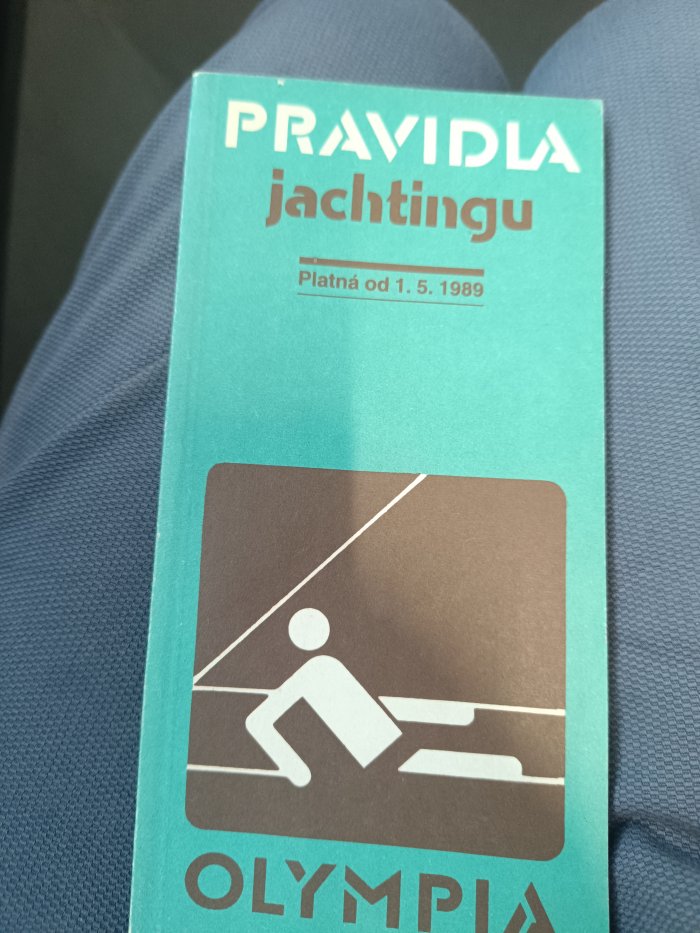 PRAVIDLA
jachtingu
Platná od 1. 5. 1989
OLYMPIA